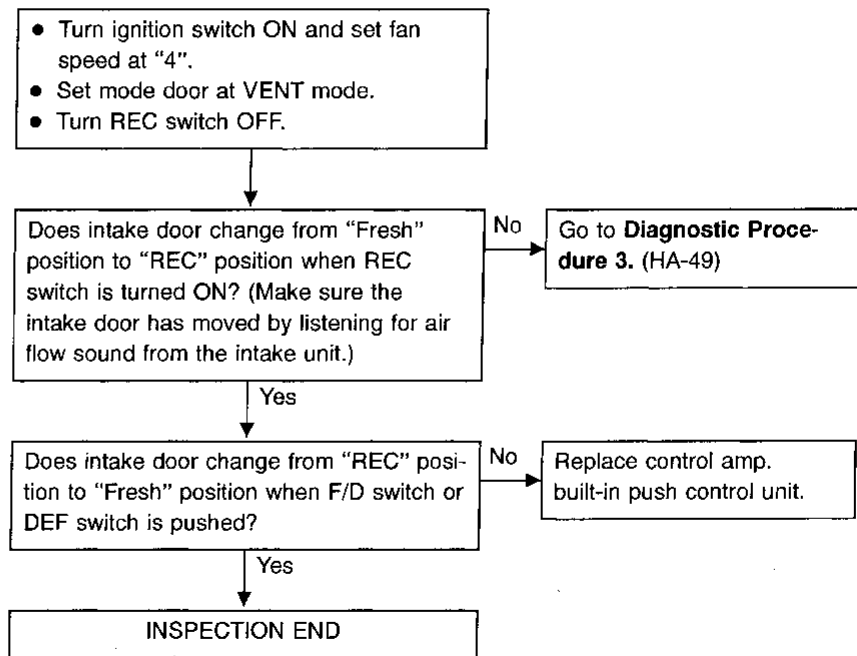 ● Turn ignition switch ON and set fan
speed at “4”.
● Set mode door at VENT mode.
● Turn REC switch OFF.
Does intake door change from “Fresh”
position to “REC” position when REC
switch is turned ON? (Make sure the
intake door has moved by listening for air
flow sound from the intake unit.)
No
Go to Diagnostic Proce-
dure 3. (HA-49)
Yes
Does intake door change from “REC” posi-
tion to “Fresh” position when F/D switch or
DEF switch is pushed?
No
Replace control amp.
built-in push control unit.
Yes
INSPECTION END